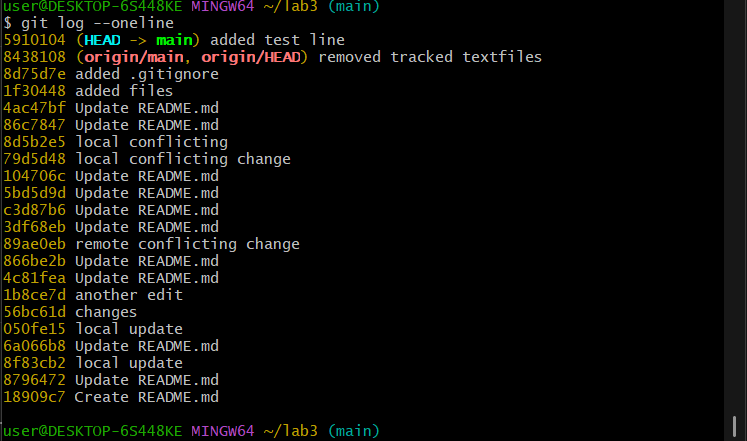 user@DESKTOP-6S448KE MINGW64 ~/lab3 (main)
$ git log --oneline
5910104 (HEAD -> main) added test line
8438108 (origin/main, origin/HEAD) removed tracked textfiles
8d75d7e added .gitignore
1f30448 added files
4ac47bf Update README.md
86c7847 Update README.md
8d5b2e5 local conflicting
79d5d48 local conflicting change
104706c Update README.md
5bd5d9d Update README.md
c3d87b6 Update README.md
3df68eb Update README.md
89ae0eb remote conflicting change
866be2b Update README.md
4c81fea Update README.md
1b8ce7d another edit
56bc61d changes
050fe15 local update
6a066b8 Update README.md
8f83cb2 local update
8796472 Update README.md
18909c7 Create README.md
user@DESKTOP-6S448KE MINGW64 ~/lab3 (main)